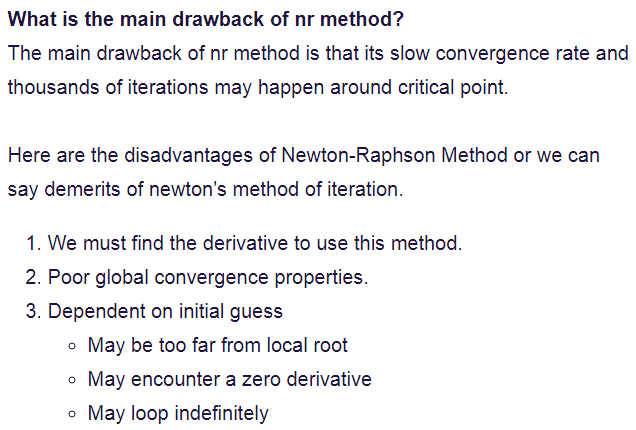 What is the main drawback of nr method?
The main drawback of nr method is that its slow convergence rate and
thousands of iterations may happen around critical point.
Here are the disadvantages of Newton-Raphson Method or we can
say demerits of newton's method of iteration.
1. We must find the derivative to use this method.
2. Poor global convergence properties.
3. Dependent on initial guess
◦ May be too far from local root
◦ May encounter a zero derivative
◦ May loop indefinitely